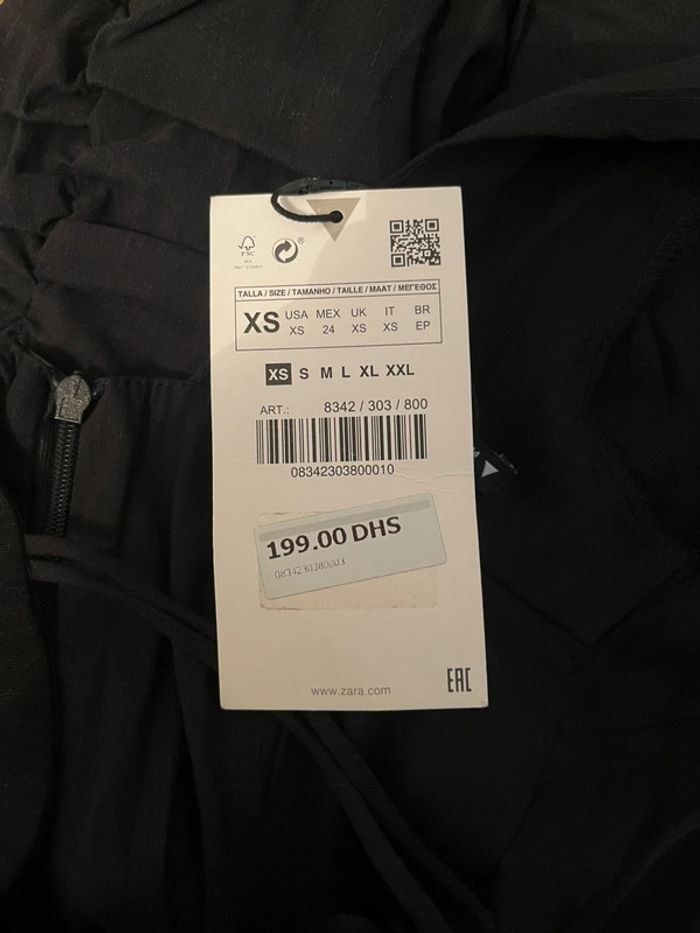 FSC
®
TALLA / SIZE / TAMANHO / TAILLE / MAAT / ΜΕΓΕΘΟΣ
XS USA MEX UK IT BR
XS 24 XS XS EP
XS S M L XL XXL
ART.: 8342 / 303 / 800
08342303800010
199.00 DHS
0834230380003
www.zara.com
EAC